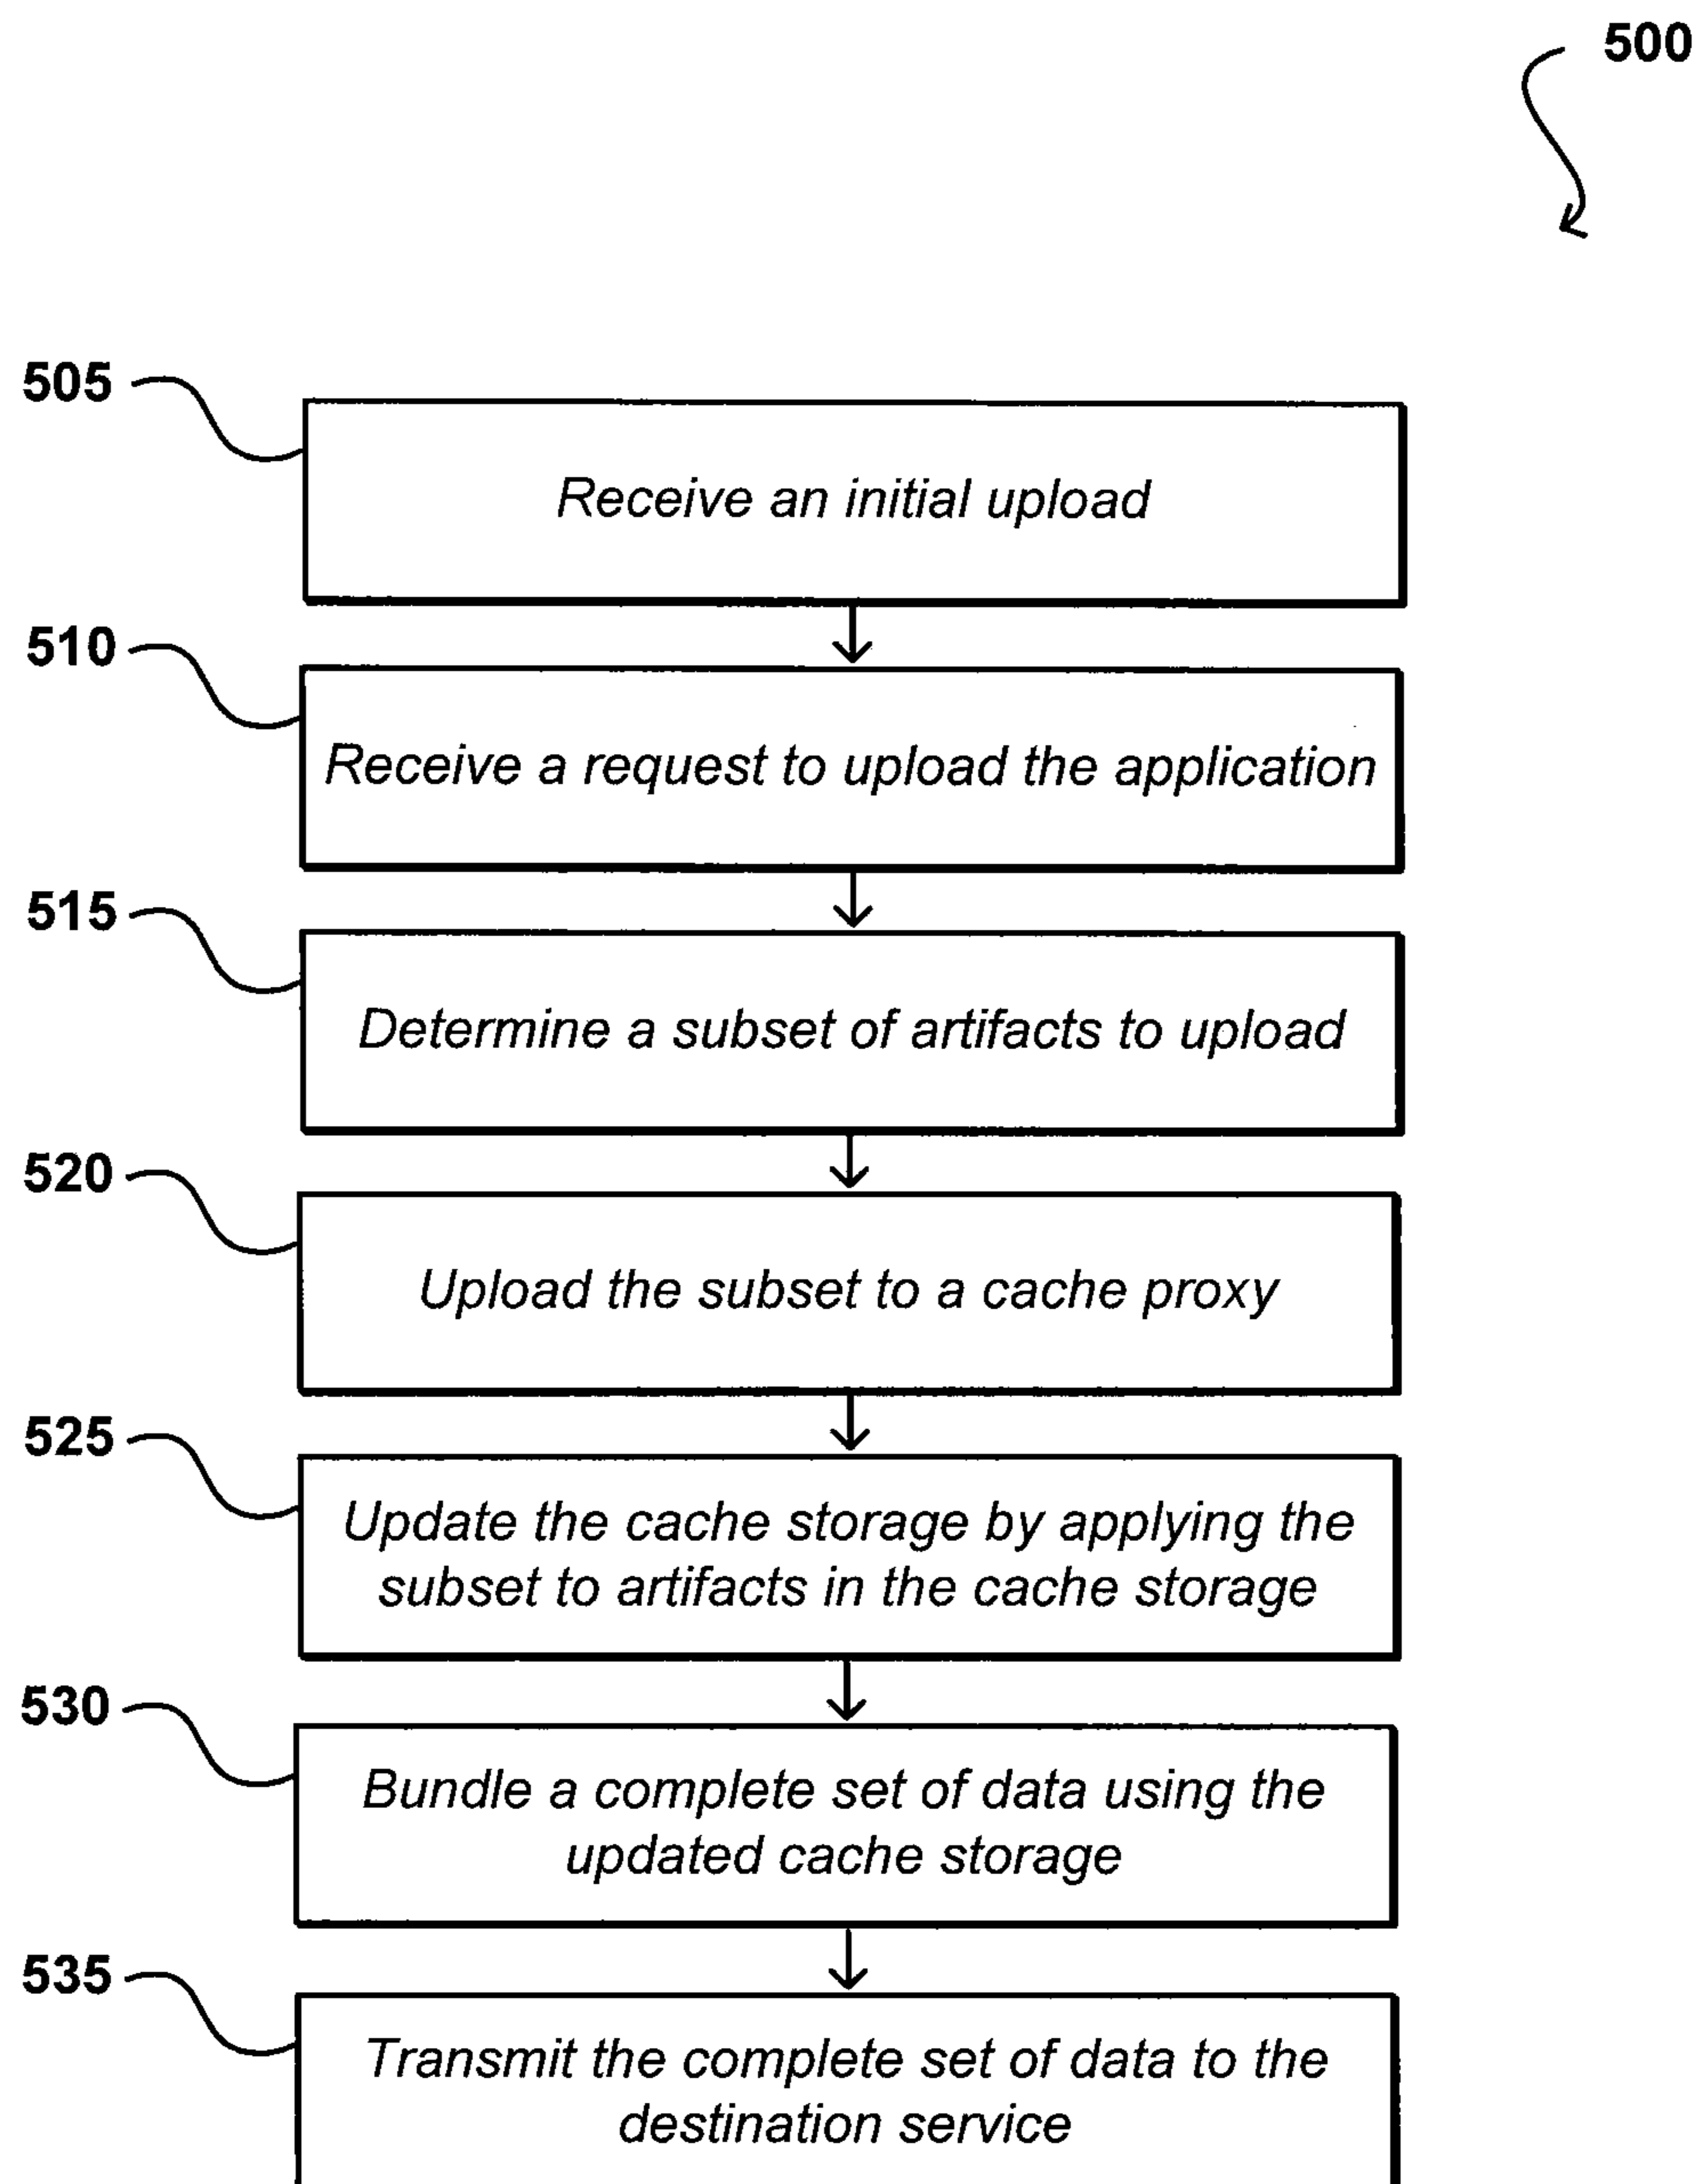 500
505
Receive an initial upload
510
Receive a request to upload the application
515
Determine a subset of artifacts to upload
520
Upload the subset to a cache proxy
525
Update the cache storage by applying the
subset to artifacts in the cache storage
530
Bundle a complete set of data using the
updated cache storage
535
Transmit the complete set of data to the
destination service